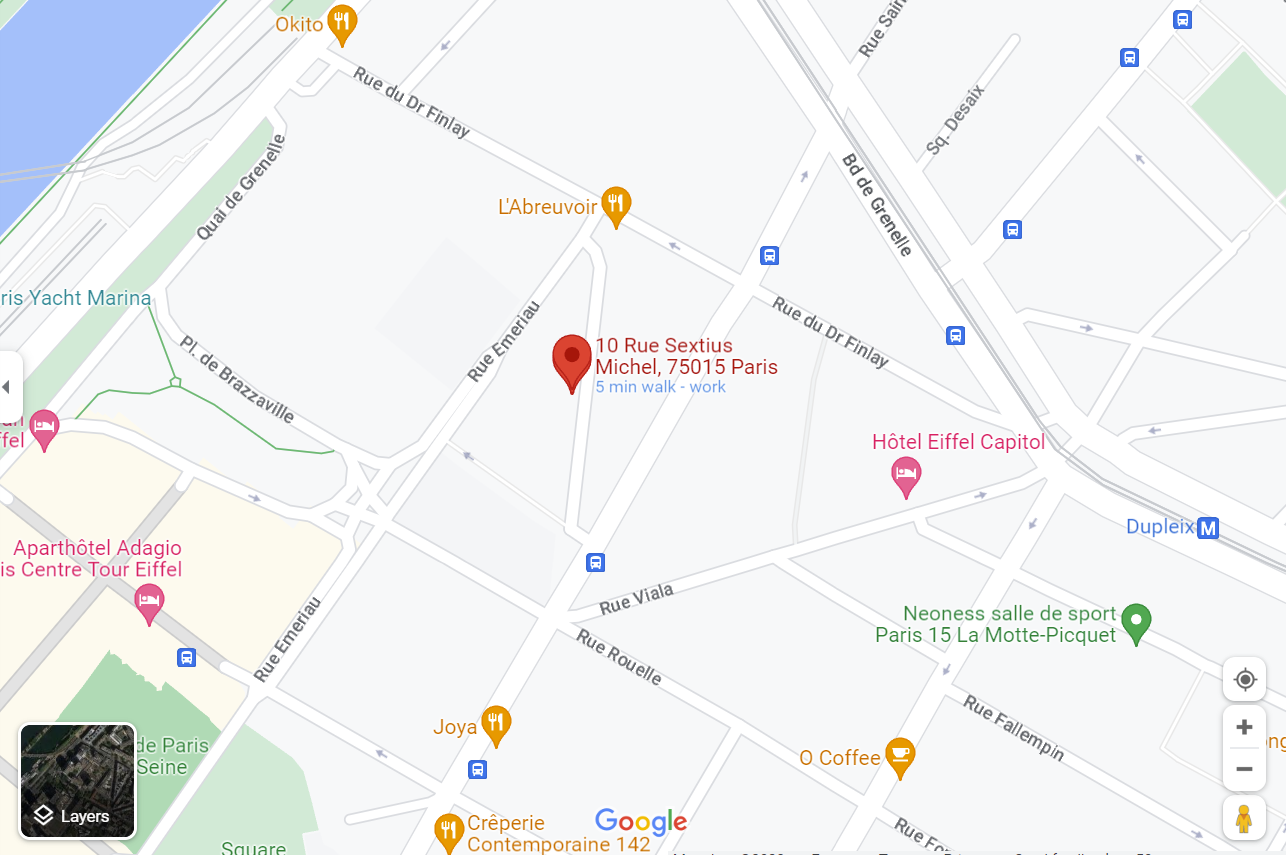 Okito
Rue du Dr Finlay
Rue Sain
Sq. Desaix
Quai de Grenelle
Bd de Grenelle
L'Abreuvoir
ris Yacht Marina
Pl. de Brazzaville
Rue Emeriau
Rue du Dr Finlay
10 Rue Sextius
Michel, 75015 Paris
5 min walk - work
ffel
Hôtel Eiffel Capitol
Dupleix M
Aparthôtel Adagio
is Centre Tour Eiffel
Rue Viala
Rue Emeriau
Rue Rouelle
Neoness salle de sport
Paris 15 La Motte-Picquet
Rue Fallempin
Joya
de Paris
Seine
O Coffee
Layers
Crêperie
Contemporaine 142
Google
Square